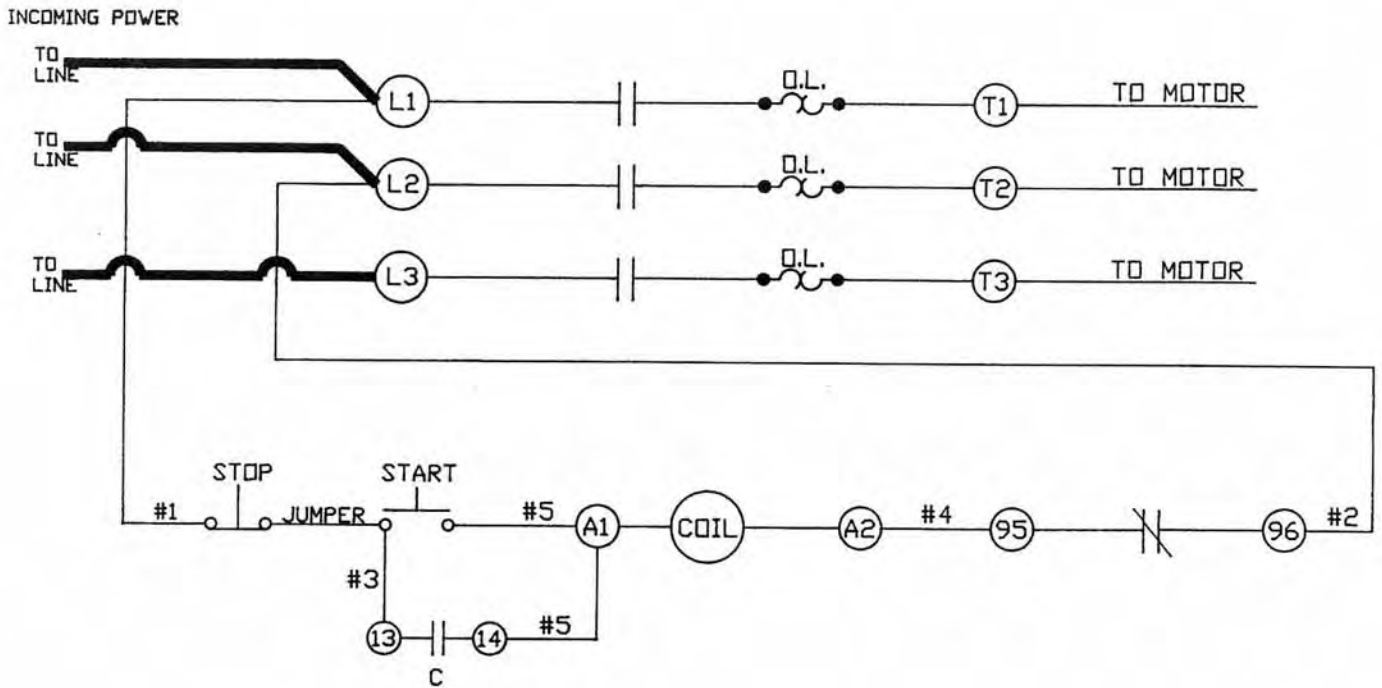 INCOMING POWER
TO
LINE
L1
O.L.
T1
TO MOTOR
TO
LINE
L2
O.L.
T2
TO MOTOR
TO
LINE
L3
O.L.
T3
TO MOTOR
STOP
START
#1
JUMPER
#5
A1
COIL
A2
#4
95
96
#2
#3
13
14
#5
C